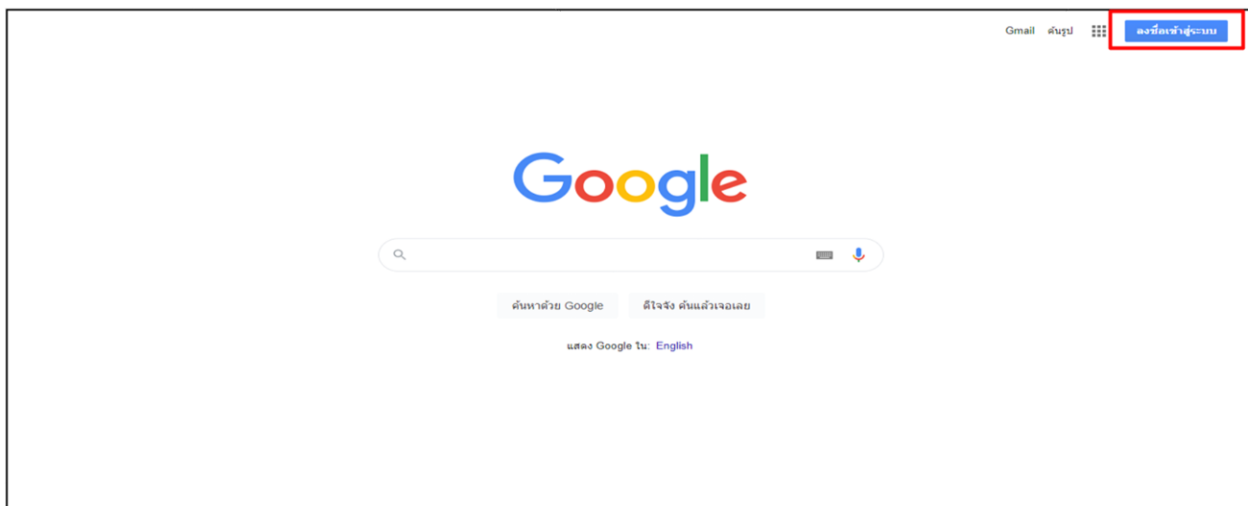 Gmail ค้นรูป ลงชื่อเข้าสู่ระบบ
Google
ค้นหาด้วย Google ดีใจจัง ค้นแล้วเจอเลย
แสดง Google ใน: English